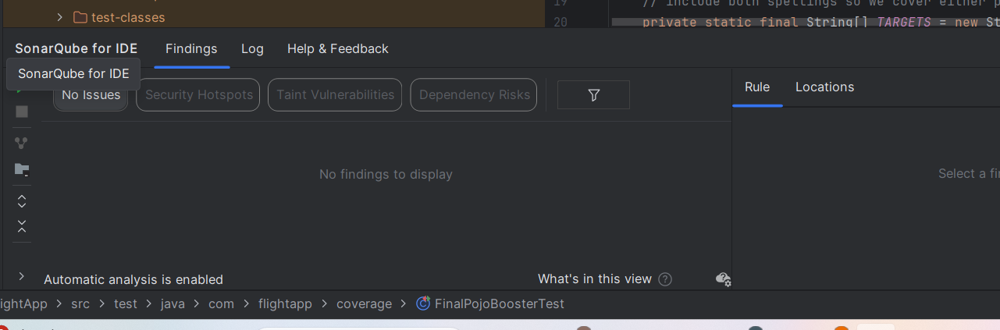 test-classes
19 // include both spellings so we cover either p
20 private static final String[] TARGETS = new St
SonarQube for IDE Findings Log Help & Feedback
SonarQube for IDE
No Issues Security Hotspots Taint Vulnerabilities Dependency Risks
Rule Locations
No findings to display
Select a fi
Automatic analysis is enabled
What's in this view
ightApp > src > test > java > com > flightapp > coverage > FinalPojoBoosterTest